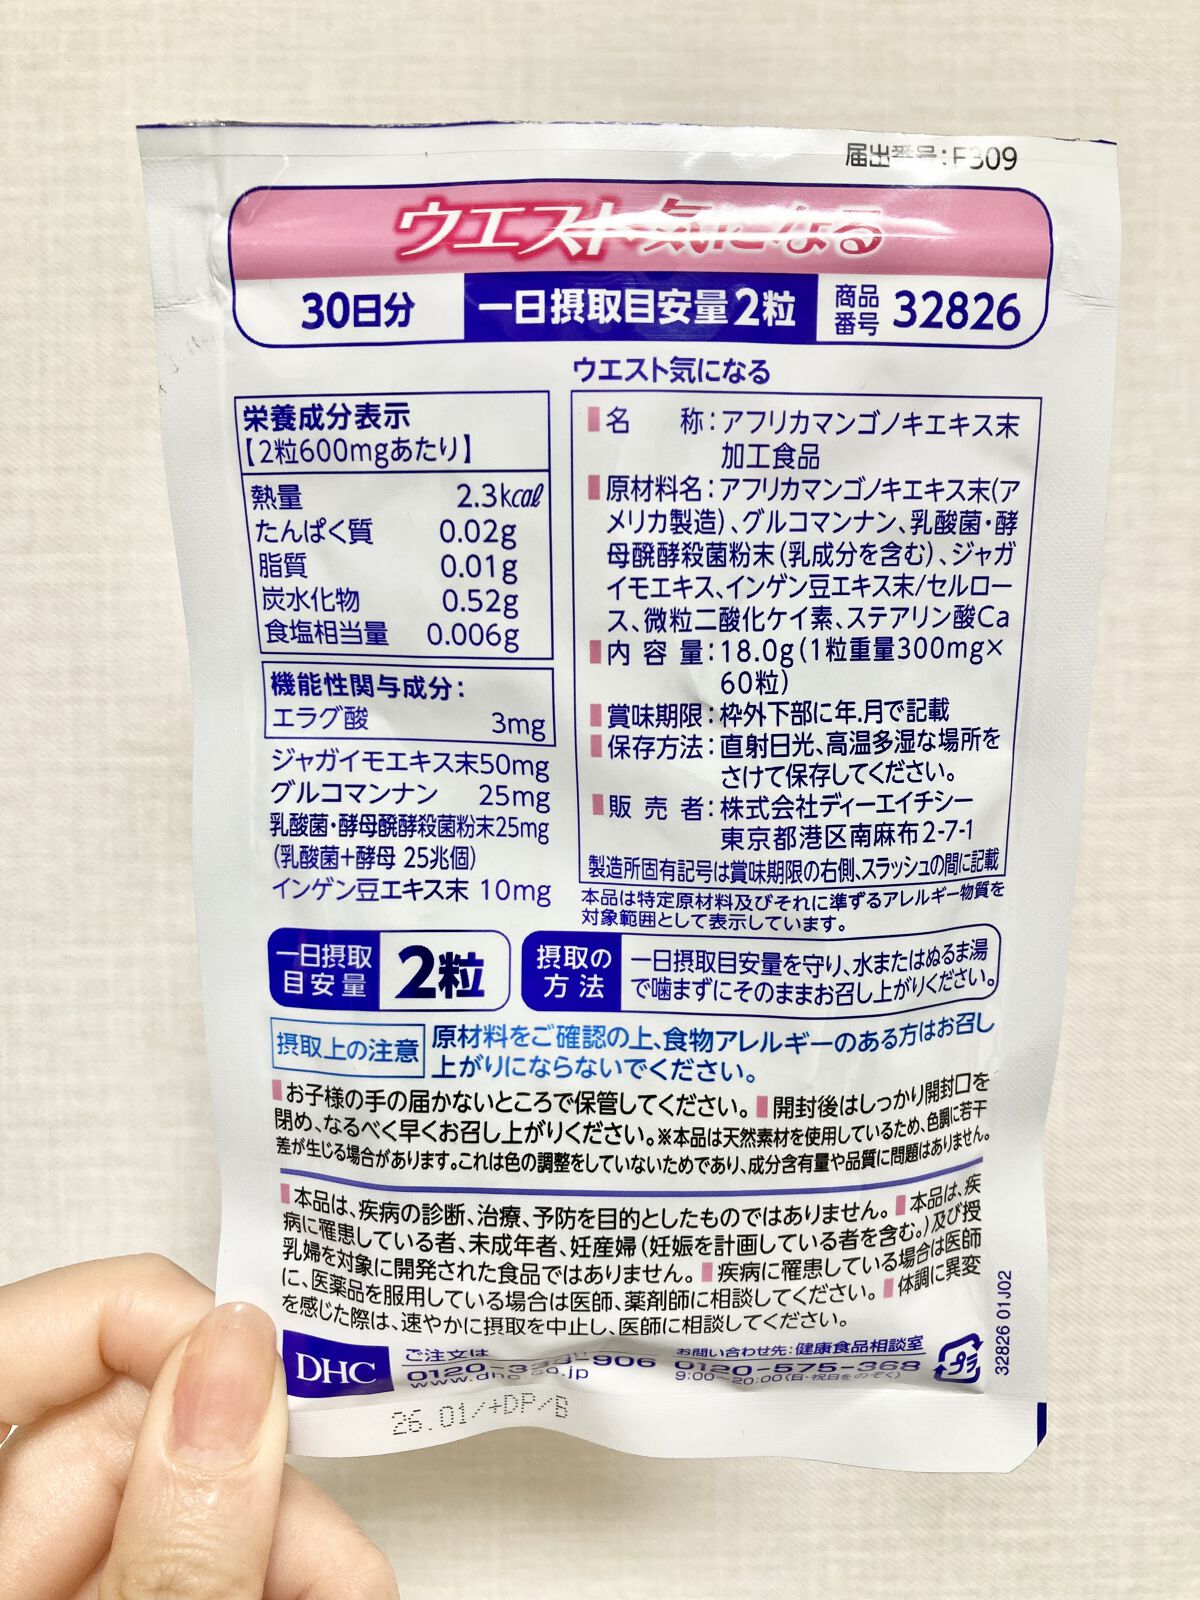 届出番号:F309
ウエスト気になる
30日分
一日摂取目安量2粒
商品
番号
32826
ウエスト気になる
栄養成分表示
【2粒600mgあたり】
熱量 2.3kcal
たんぱく質 0.02g
脂質 0.01g
炭水化物 0.52g
食塩相当量 0.006g
機能性関与成分:
エラグ酸 3mg
ジャガイモエキス末50mg
グルコマンナン 25mg
乳酸菌・酵母醗酵殺菌粉末25mg
(乳酸菌+酵母 25兆個)
インゲン豆エキス末 10mg
名 称:アフリカマンゴノキエキス末
加工食品
原材料名:アフリカマンゴノキエキス末(ア
メリカ製造)、グルコマンナン、乳酸菌・酵
母醗酵殺菌粉末(乳成分を含む)、ジャガ
イモエキス、インゲン豆エキス末/セルロー
ス、微粒二酸化ケイ素、ステアリン酸Ca
内 容 量:18.0g(1粒重量300mg×
60粒)
賞味期限:枠外下部に年.月で記載
保存方法:直射日光、高温多湿な場所を
さけて保存してください。
販 売 者:株式会社ディーエイチシー
東京都港区南麻布2-7-1
製造所固有記号は賞味期限の右側、スラッシュの間に記載
本品は特定原材料及びそれに準ずるアレルギー物質を
対象範囲として表示しています。
一日摂取
目安量
2粒
摂取の
方法
一日摂取目安量を守り、水またはぬるま湯
で噛まずにそのままお召し上がりください。
摂取上の注意
原材料をご確認の上、食物アレルギーのある方はお召し
上がりにならないでください。
お子様の手の届かないところで保管してください。 開封後はしっかり開封口を
閉め、なるべく早くお召し上がりください。※本品は天然素材を使用しているため、色調に若干
差が生じる場合があります。これは色の調整をしていないためであり、成分含有量や品質に問題はありません。
本品は、疾病の診断、治療、予防を目的としたものではありません。 本品は、疾
病に罹患している者、未成年者、妊産婦(妊娠を計画している者を含む。)及び授
乳婦を対象に開発された食品ではありません。 疾病に罹患している場合は医師
に、医薬品を服用している場合は医師、薬剤師に相談してください。 体調に異変
を感じた際は、速やかに摂取を中止し、医師に相談してください。
DHC
ご注文は
0120-333-906
www.dhc.co.jp
お問い合わせ先:健康食品相談室
0120-575-368
9:00~20:00(日・祝日をのぞく)
プラ
32826 01J02
26.01/+DP/B